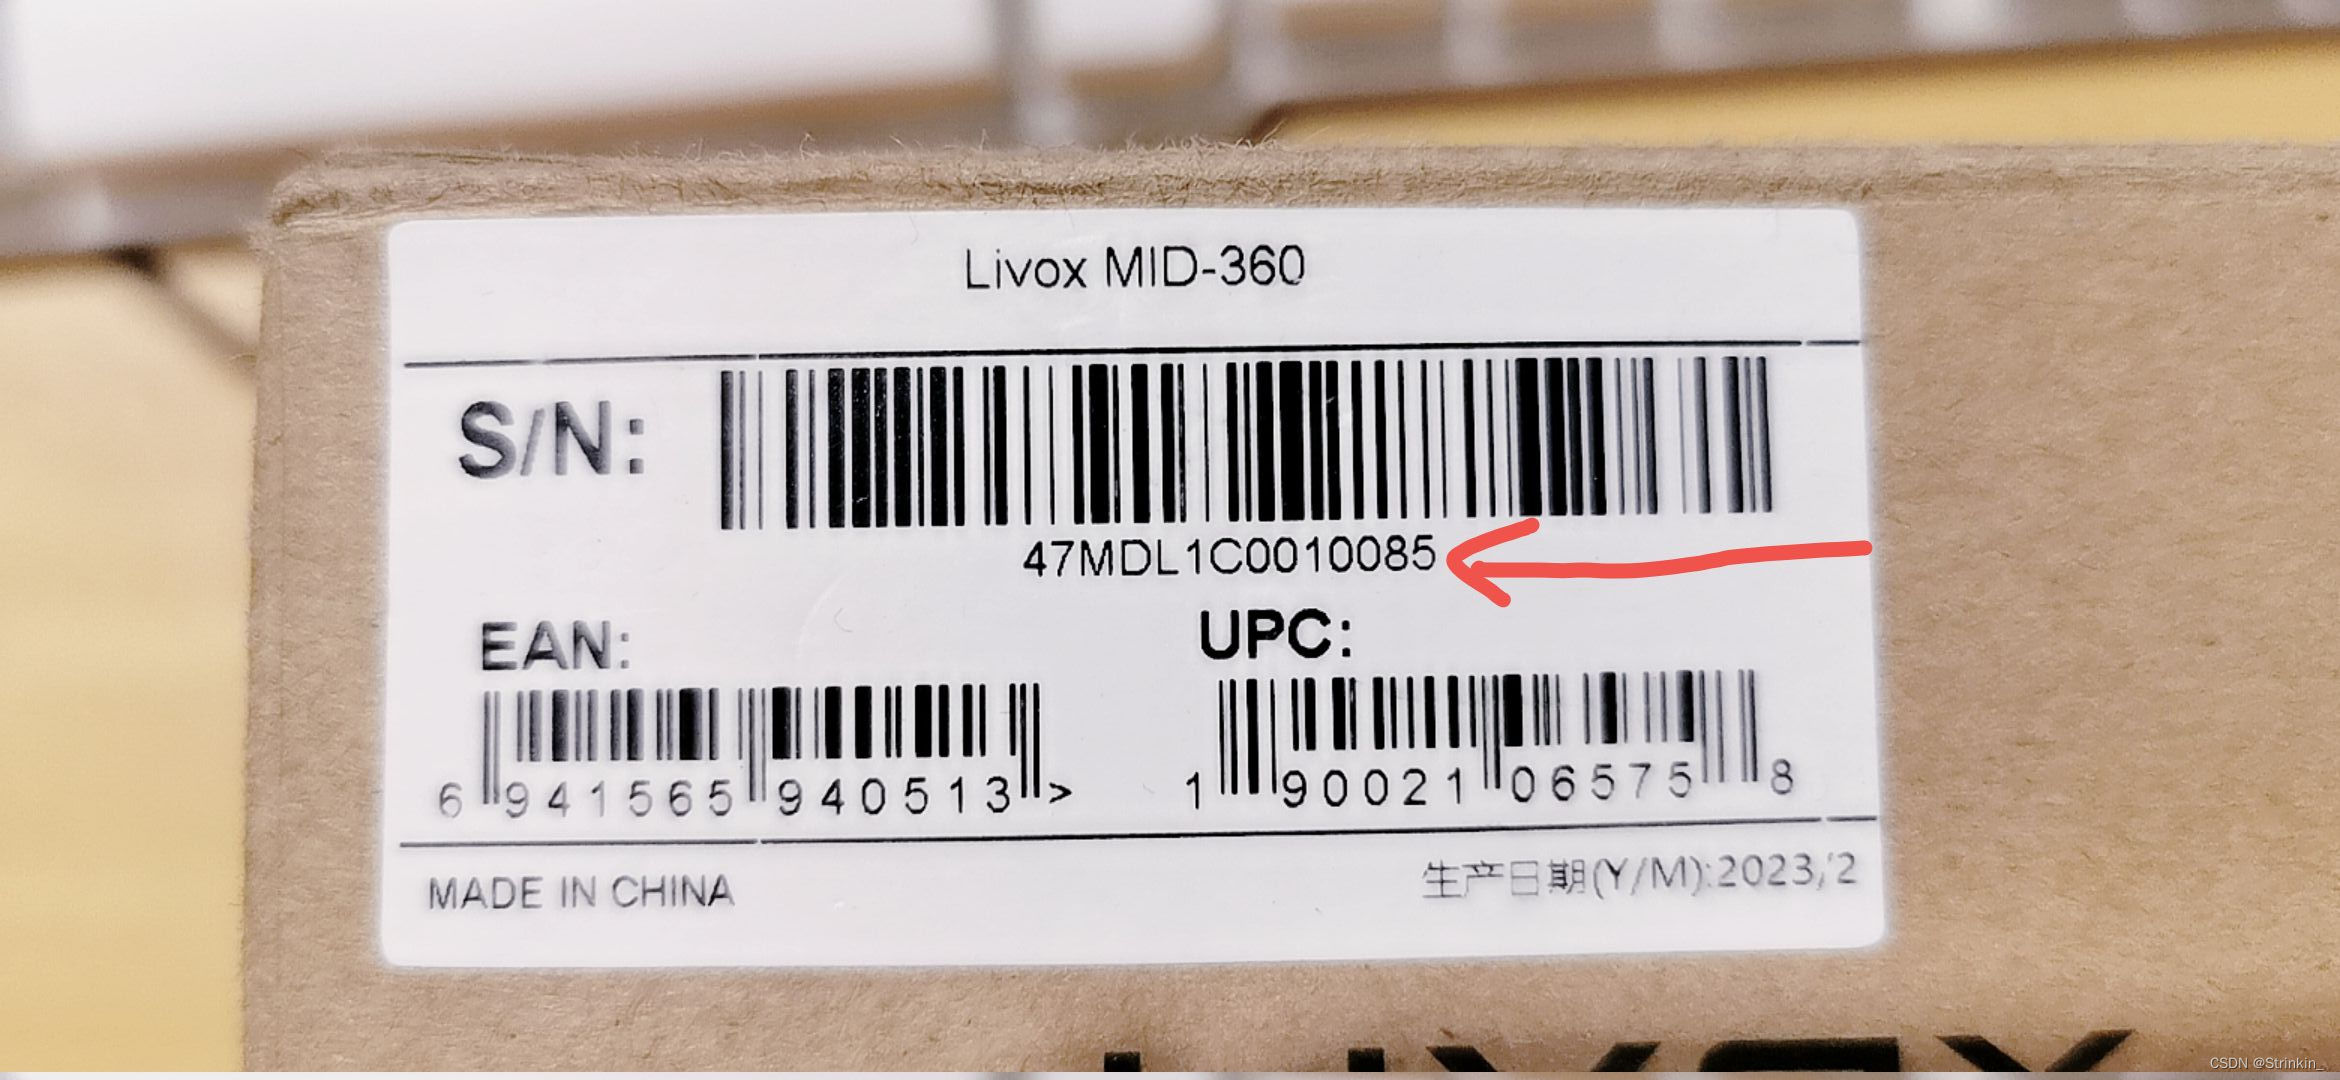 Livox MID-360
S/N:
47MDL1C0010085
EAN:
UPC:
6 941565 940513 >
1 90021 06575 8
MADE IN CHINA
生产日期(Y/M):2023/2
CSDN @Strinkin_